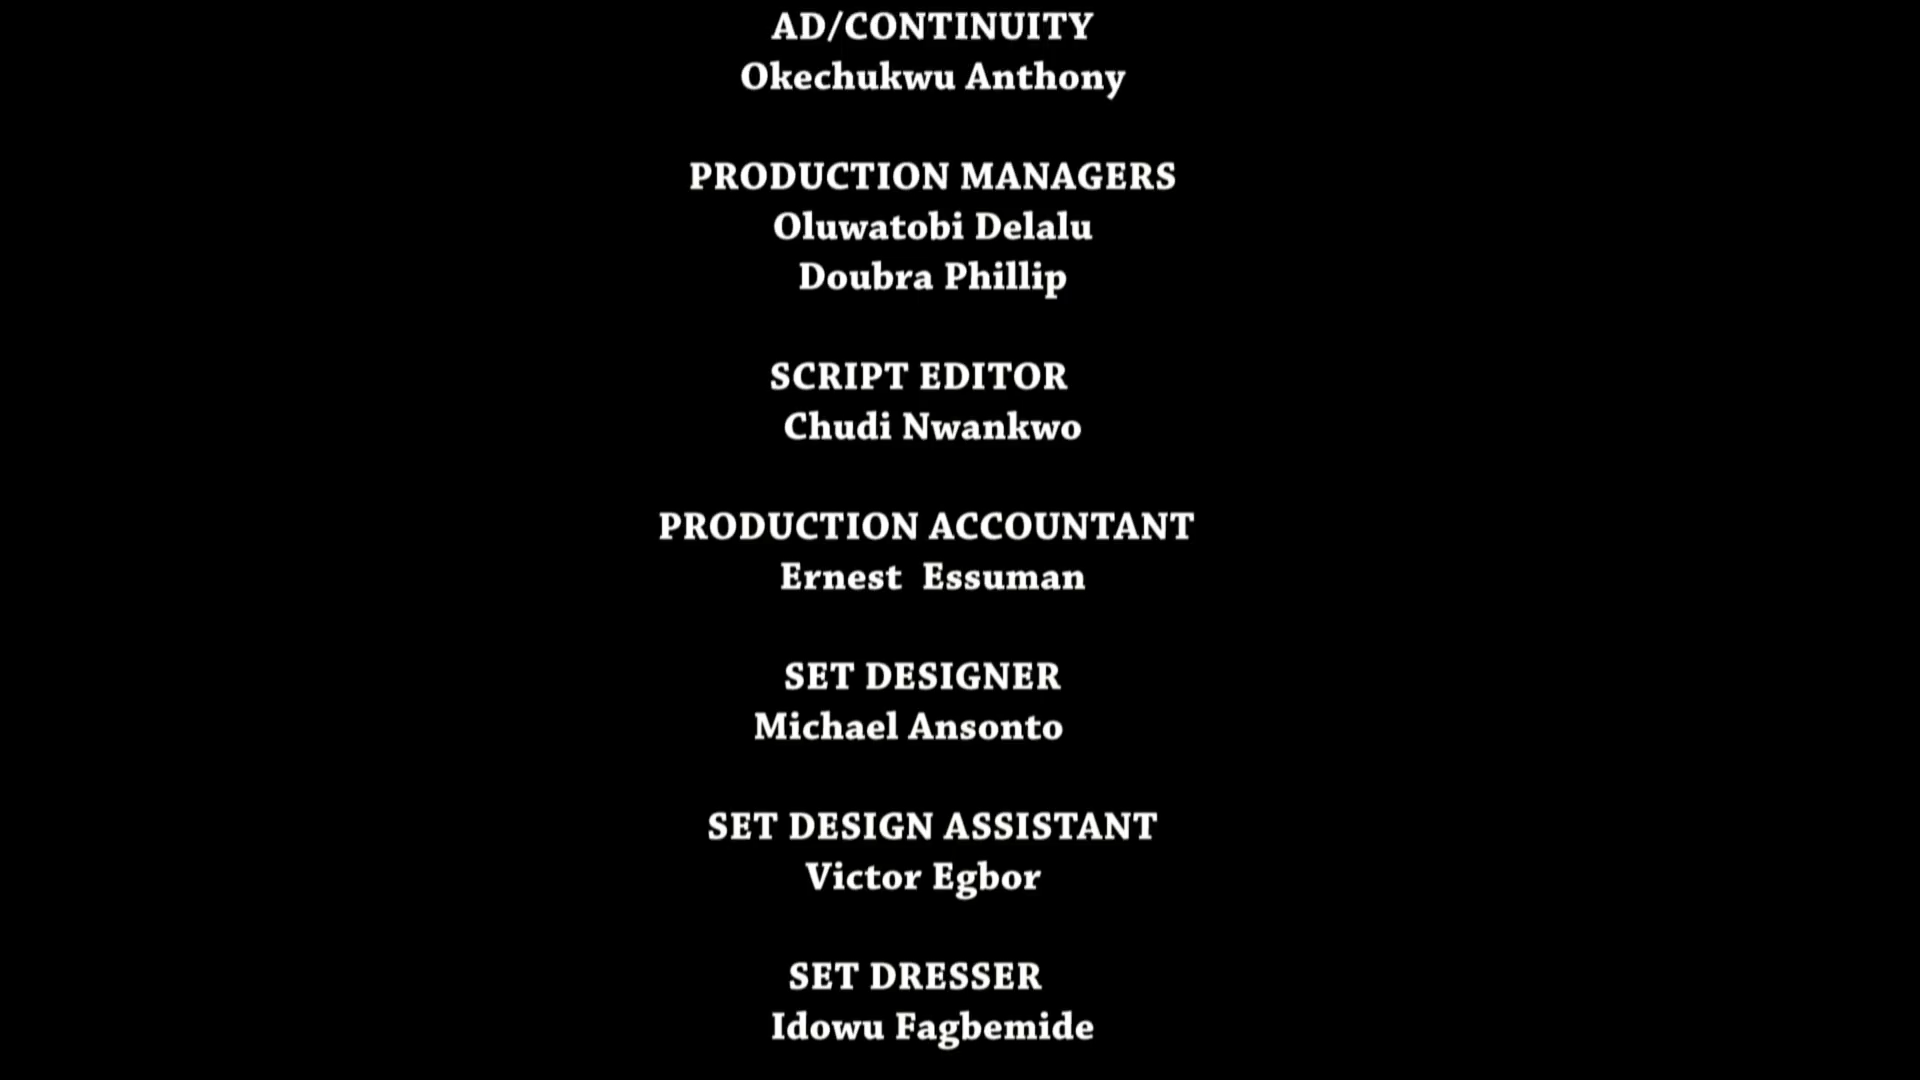 AD/CONTINUITY
Okechukwu Anthony
PRODUCTION MANAGERS
Oluwatobi Delalu
Doubra Phillip
SCRIPT EDITOR
Chudi Nwankwo
PRODUCTION ACCOUNTANT
Ernest  Essuman
SET DESIGNER
Michael Ansonto
SET DESIGN ASSISTANT
Victor Egbor
SET DRESSER
Idowu Fagbemide